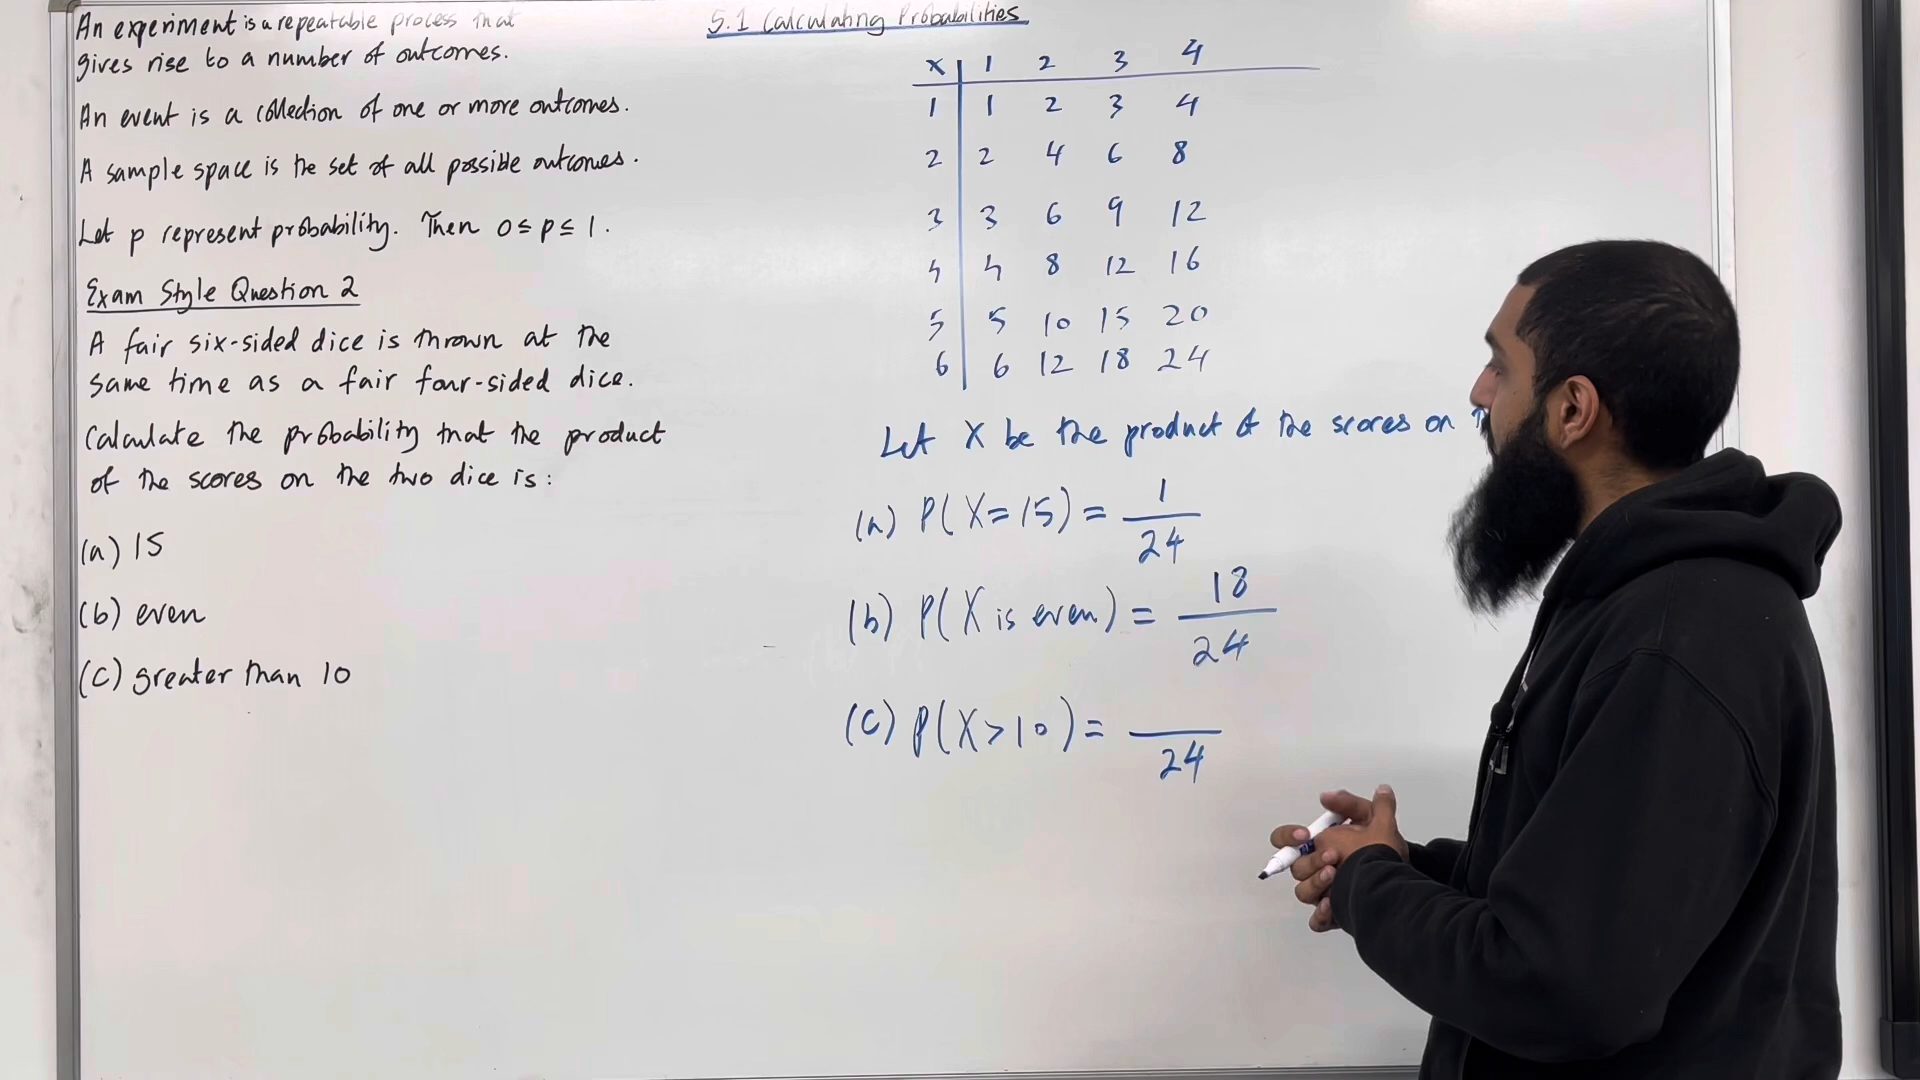 An experiment is a repeatable process that
gives rise to a number of outcomes.
An event is a collection of one or more outcomes.
A sample space is the set of all possible outcomes.
Let p represent probability. Then 0 ≤ p ≤ 1.
Exam Style Question 2
A fair six-sided dice is thrown at the
same time as a fair four-sided dice.
Calculate the probability that the product
of the scores on the two dice is:
(a) 15
(b) even
(c) greater than 10
5.1 Calculating Probabilities
× 1 2 3 4
1 1 2 3 4
2 2 4 6 8
3 3 6 9 12
4 4 8 12 16
5 5 10 15 20
6 6 12 18 24
Let X be the product of the scores on
(a) P(X=15) = 1/24
(b) P(X is even) = 18/24
(c) P(X>10) = /24